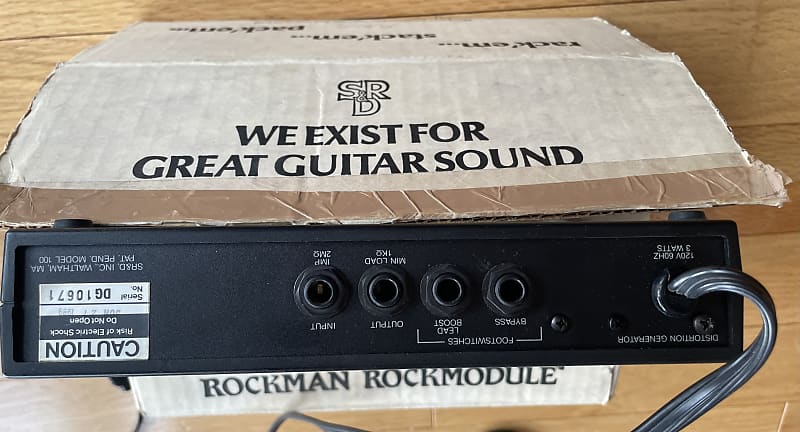 rack'em...
stack'em...
pack'em...
SR&D
WE EXIST FOR
GREAT GUITAR SOUND
DISTORTION GENERATOR
120V 60HZ
3 WATTS
FOOTSWITCHES
BYPASS
LEAD
BOOST
OUTPUT
MIN LOAD
1KΩ
INPUT
IMP
2MΩ
CAUTION
Risk of Electric Shock
Do Not Open
Serial
No.
DG10671
SR&D, INC., WALTHAM, MA
PAT. PEND. MODEL 100
ROCKMAN ROCKMODULE